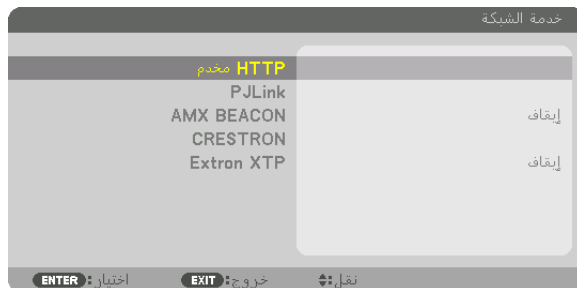 خدمة الشبكة
HTTP مخدم
PJLink
AMX BEACON إيقاف
CRESTRON
Extron XTP إيقاف
ENTER :اختيار EXIT :خروج نقل: